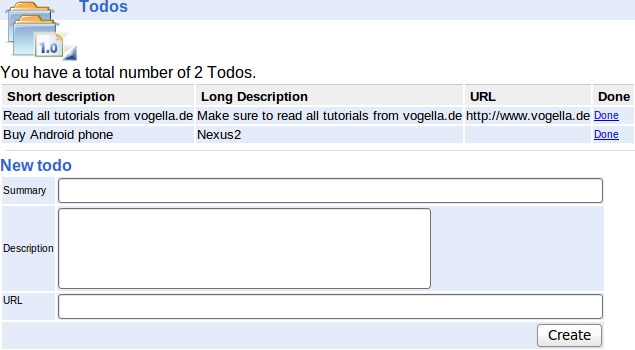 Todos
1.0
You have a total number of 2 Todos.
Short description Long Description URL Done
Read all tutorials from vogella.de Make sure to read all tutorials from vogella.de http://www.vogella.de Done
Buy Android phone Nexus2 Done
New todo
Summary
Description
URL
Create